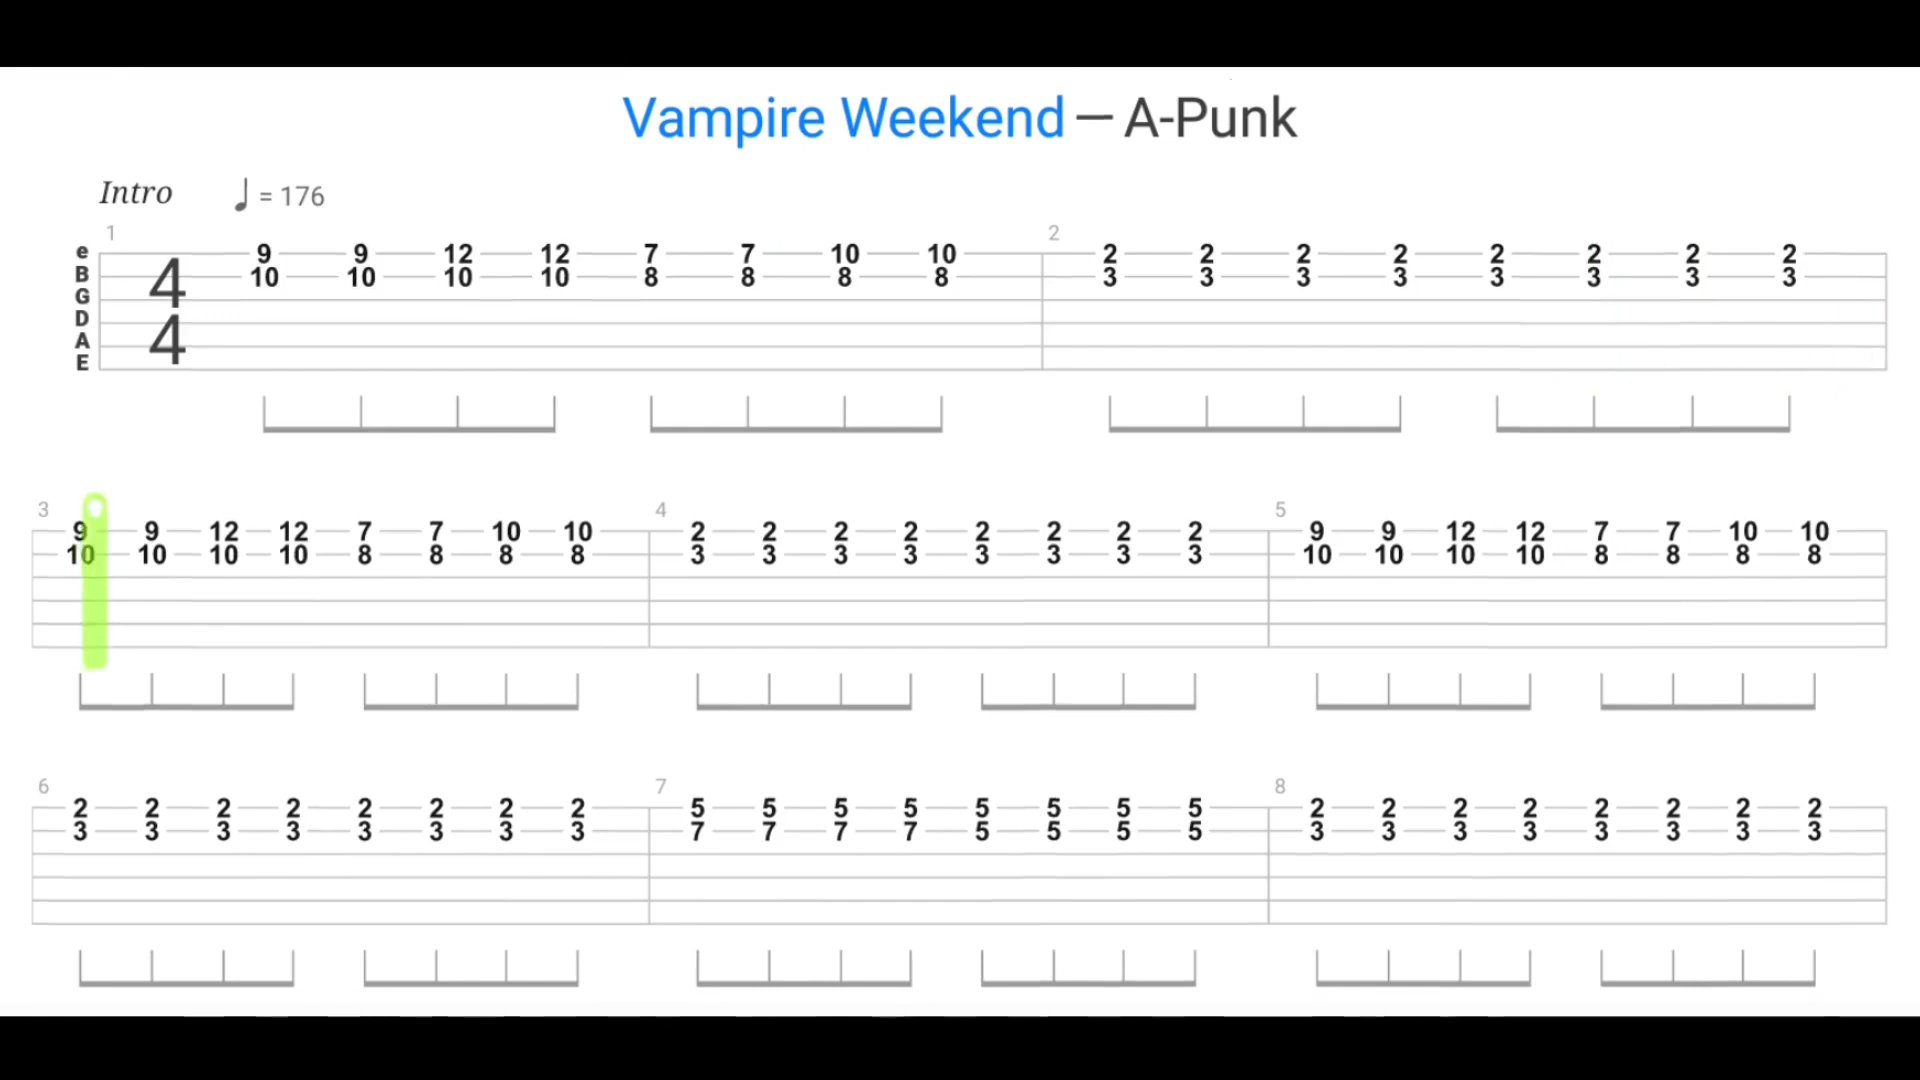 Vampire Weekend — A-Punk
Intro ♩ = 176
1 2
e 9 9 12 12 7 7 10 10 2 2 2 2 2 2 2 2
B 10 10 10 10 8 8 8 8 3 3 3 3 3 3 3 3
G
D
A
E
4
4
3 4 5
9 9 12 12 7 7 10 10 2 2 2 2 2 2 2 2 9 9 12 12 7 7 10 10
10 10 10 10 8 8 8 8 3 3 3 3 3 3 3 3 10 10 10 10 8 8 8 8
6 7 8
2 2 2 2 2 2 2 2 5 5 5 5 5 5 5 5 2 2 2 2 2 2 2 2
3 3 3 3 3 3 3 3 7 7 7 7 5 5 5 5 3 3 3 3 3 3 3 3